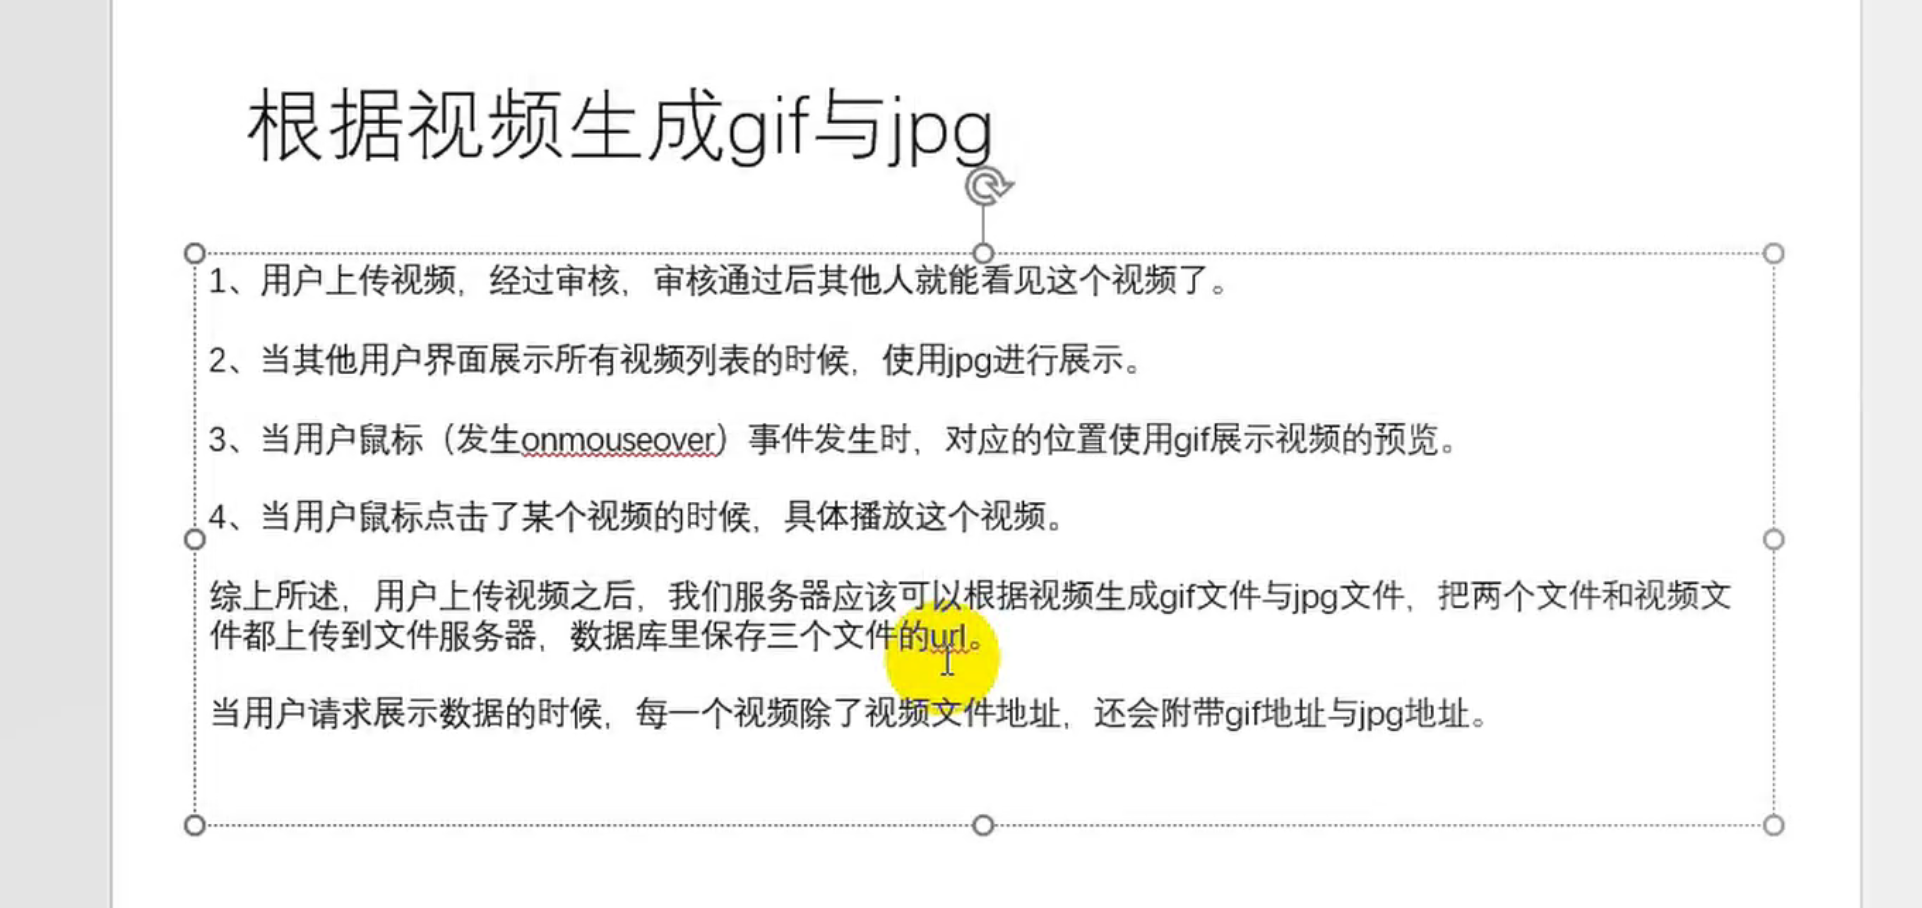 根据视频生成gif与jpg
1、用户上传视频，经过审核，审核通过后其他人就能看见这个视频了。
2、当其他用户界面展示所有视频列表的时候，使用jpg进行展示。
3、当用户鼠标（发生onmouseover）事件发生时，对应的位置使用gif展示视频的预览。
4、当用户鼠标点击了某个视频的时候，具体播放这个视频。
综上所述，用户上传视频之后，我们服务器应该可以根据视频生成gif文件与jpg文件，把两个文件和视频文
件都上传到文件服务器，数据库里保存三个文件的url。
当用户请求展示数据的时候，每一个视频除了视频文件地址，还会附带gif地址与jpg地址。